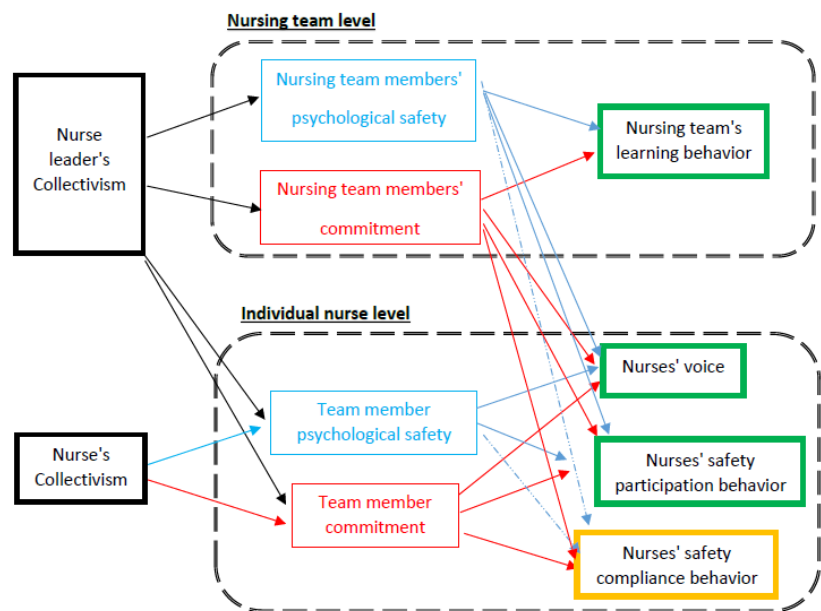 Nursing team level
Nurse
leader's
Collectivism
Nursing team members'
psychological safety
Nursing team members'
commitment
Nursing team's
learning behavior
Individual nurse level
Nurse's
Collectivism
Team member
psychological safety
Team member
commitment
Nurses' voice
Nurses' safety
participation behavior
Nurses' safety
compliance behavior